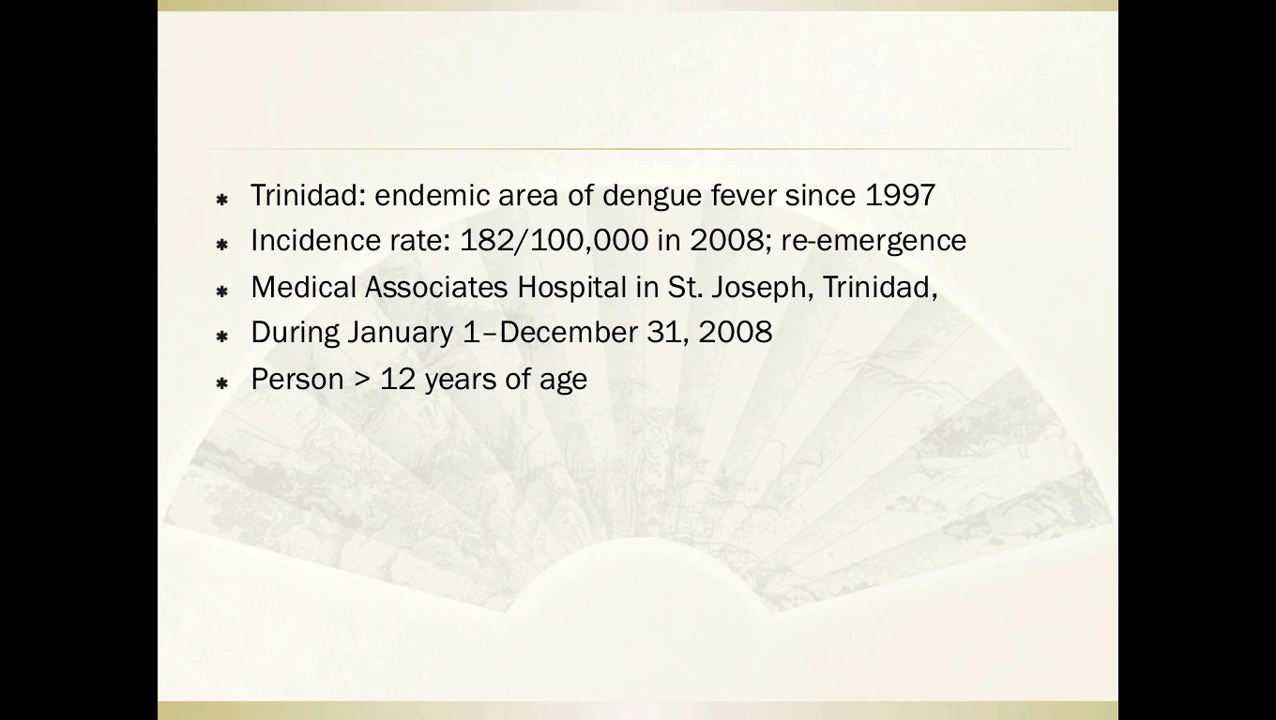 Trinidad: endemic area of dengue fever since 1997
Incidence rate: 182/100,000 in 2008; re-emergence
Medical Associates Hospital in St. Joseph, Trinidad,
During January 1–December 31, 2008
Person > 12 years of age